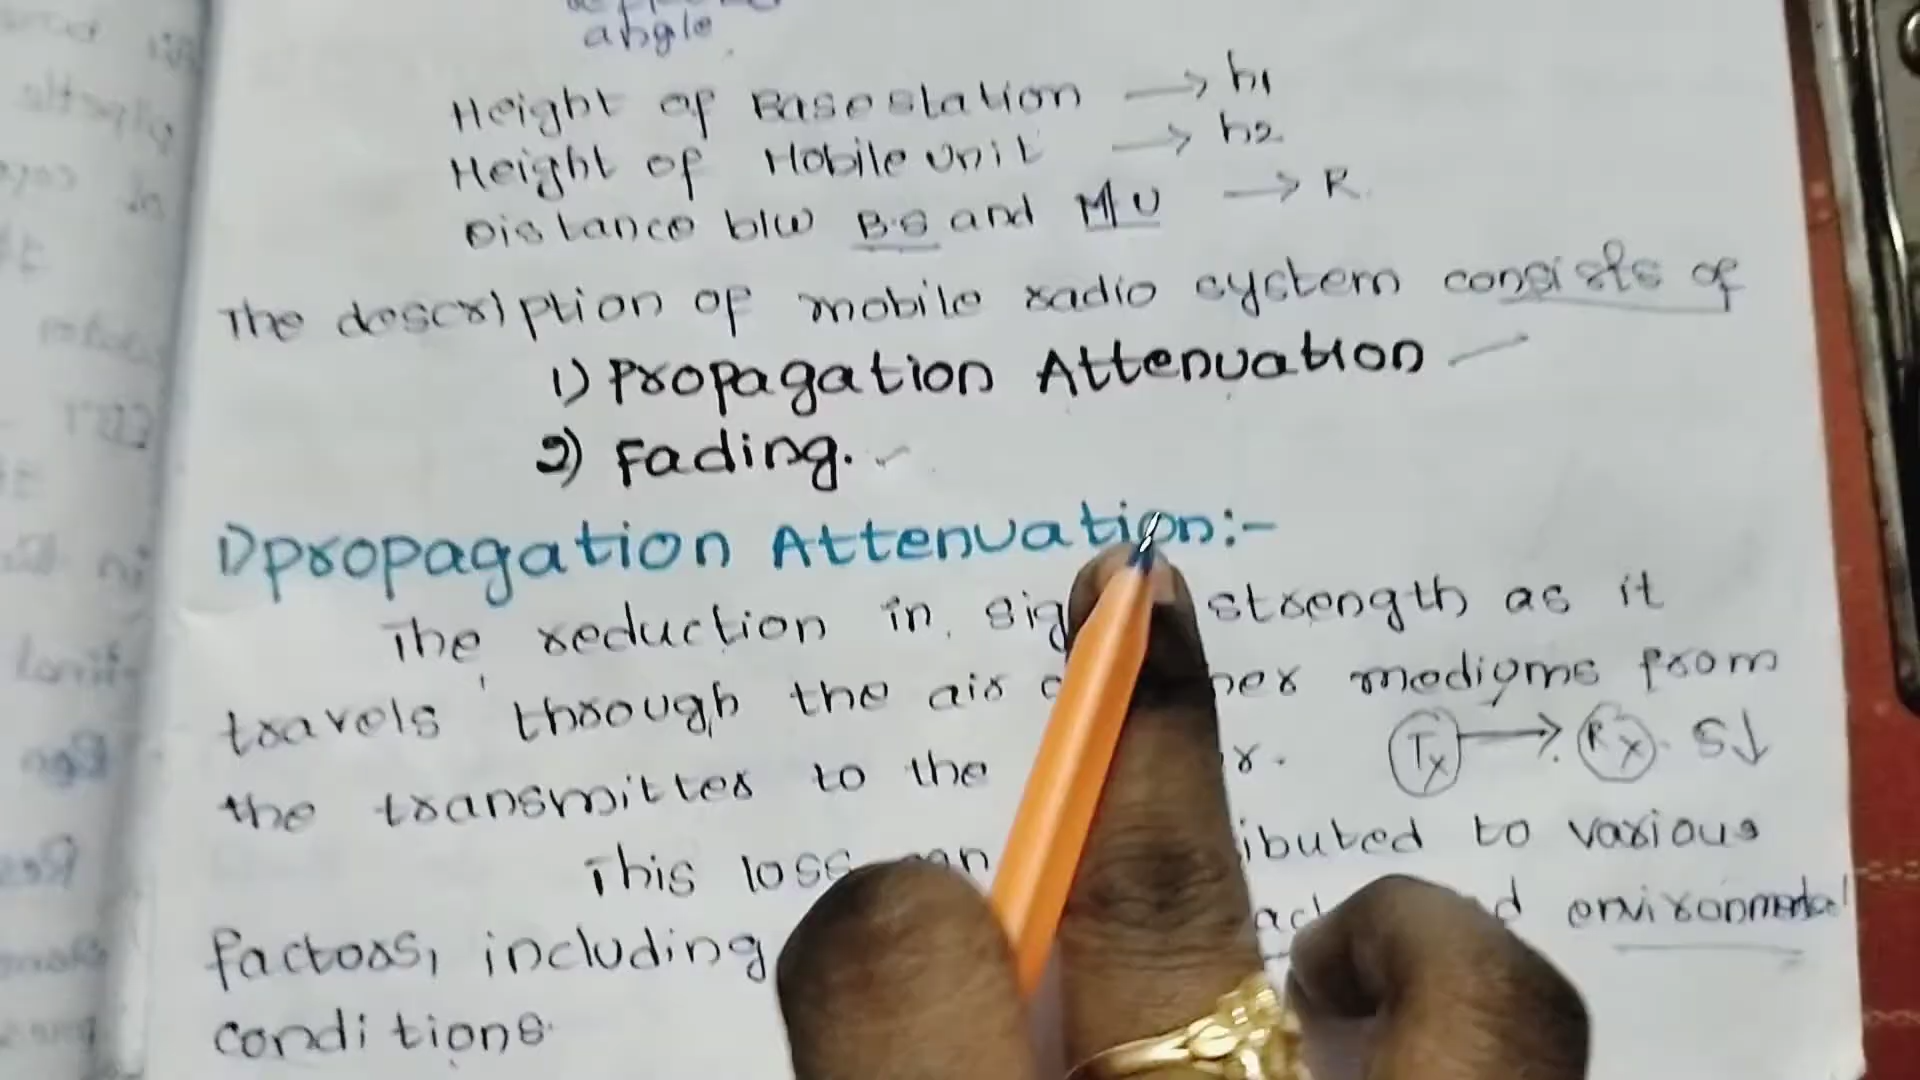 angle
Height of Base station → h1
Height of Mobile Unit → h2
Distance b/w B.S and M/U → R
The description of mobile radio system consists of
1) Propagation Attenuation
2) Fading.
1) Propagation Attenuation:-
The reduction in strength as it
travels through the air mediums from
the transmitter to the
Tx → Rx. S↓
This loss to various
factors, including environmental
conditions.